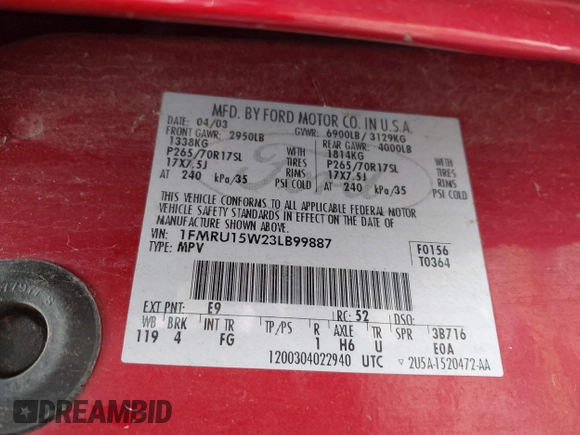 MFD. BY FORD MOTOR CO. IN U.S.A.
DATE: 04/03 GVWR: 6900LB/ 3129KG
FRONT GAWR: 2950LB REAR GAWR: 4000LB
1338KG WITH 1814KG WITH
P265/70R17SL TIRES P265/70R17SL TIRES
17X7.5J RIMS 17X7.5J RIMS
AT 240 kPa/35 PSI COLD AT 240 kPa/35 PSI COLD
Ford
THIS VEHICLE CONFORMS TO ALL APPLICABLE FEDERAL MOTOR
VEHICLE SAFETY STANDARDS IN EFFECT ON THE DATE OF
MANUFACTURE SHOWN ABOVE.
VIN: 1FMRU15W23LB99887
TYPE: MPV
F0156
T0364
EXT PNT: E9 RC: 52 DSO:
WB BRK INT TR TP/PS R AXLE TR SPR 3B716
119 4 FG 1 H6 U E0A
1200304022940 UTC ▽ 2U5A-1520472-AA
DREAMBID